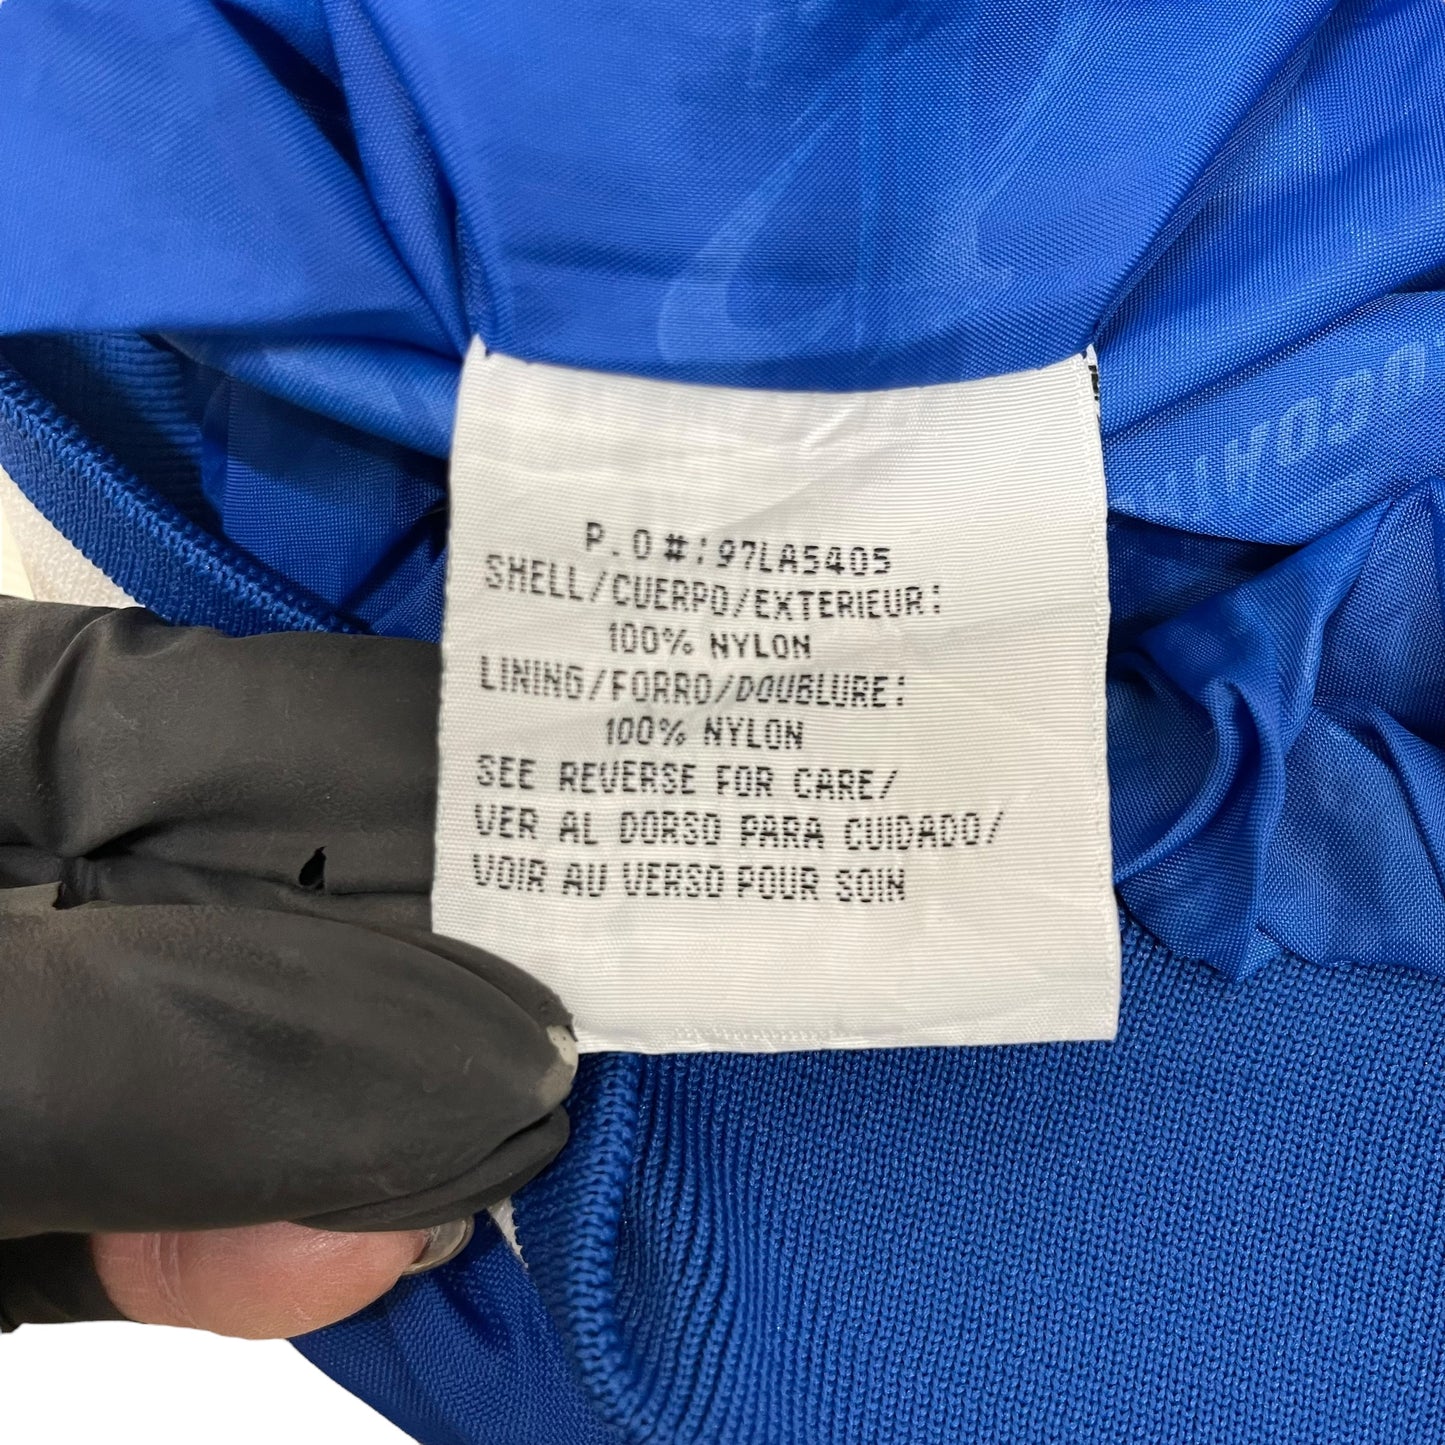 P.O#:97LA5405
SHELL/CUERPO/EXTERIEUR:
100% NYLON
LINING/FORRO/DOUBLURE:
100% NYLON
SEE REVERSE FOR CARE/
VER AL DORSO PARA CUIDADO/
VOIR AU VERSO POUR SOIN